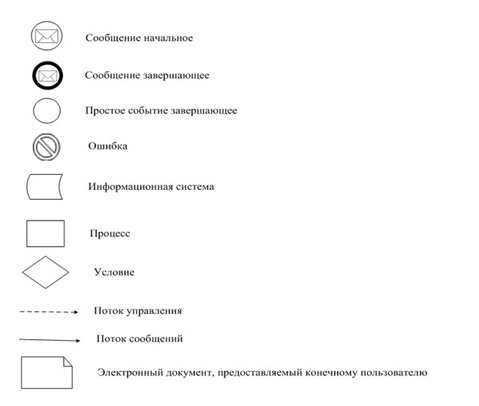 Сообщение начальное
Сообщение завершающее
Простое событие завершающее
Ошибка
Информационная система
Процесс
Условие
Поток управления
Поток сообщений
Электронный документ, предоставляемый конечному пользователю